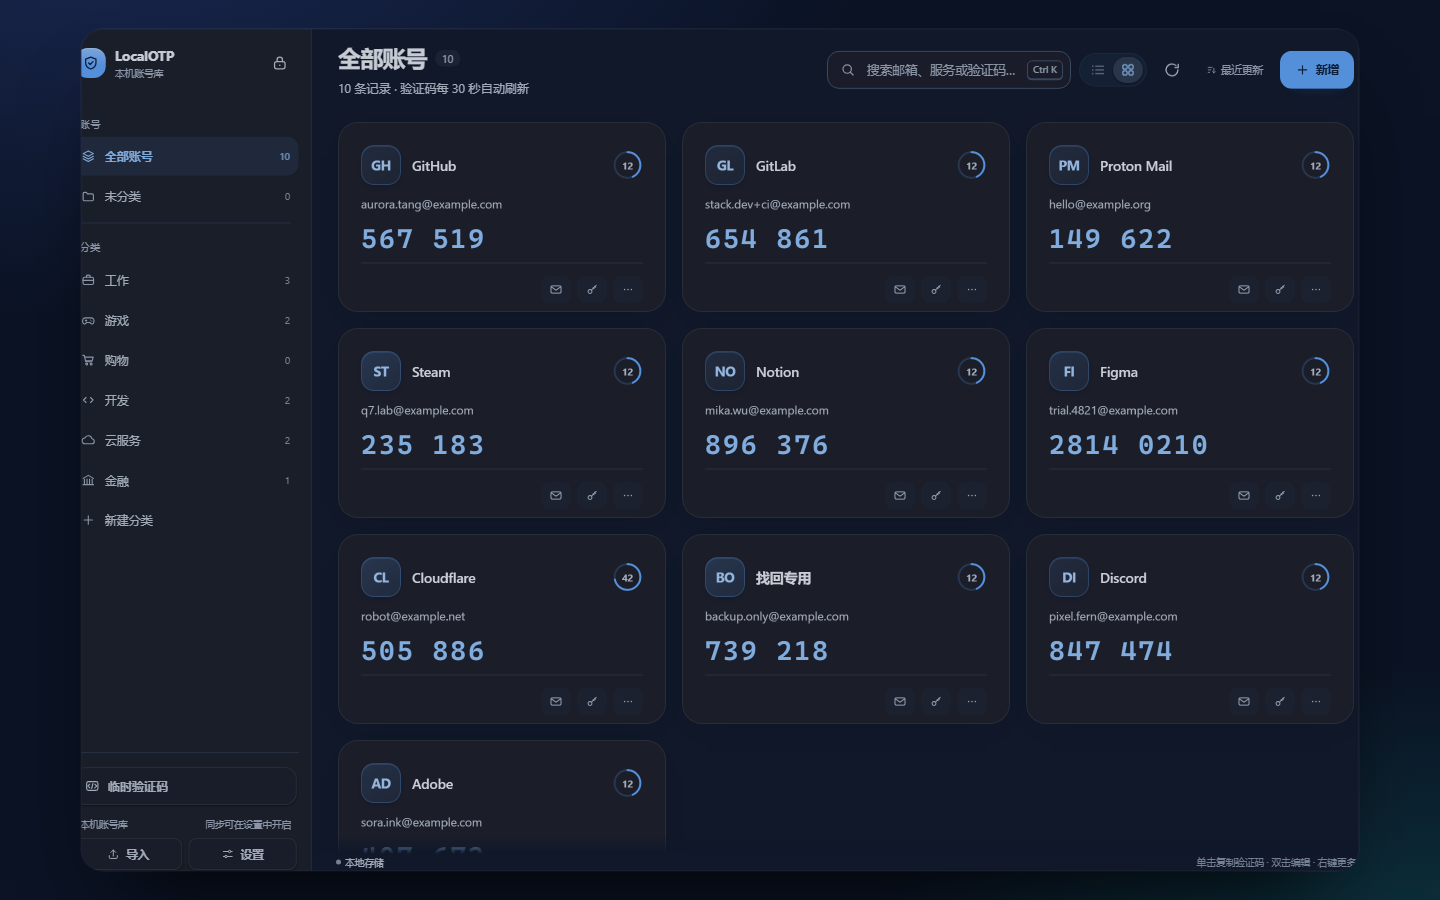 LocalOTP
本机账号库
账号
全部账号 10
未分类 0
分类
工作 3
游戏 2
购物 0
开发 2
云服务 2
金融 1
新建分类
临时验证码
本机账号库 同步可在设置中开启
导入 设置
全部账号 10
10 条记录 · 验证码每 30 秒自动刷新
搜索邮箱、服务或验证码... Ctrl K
最近更新
新增
GH GitHub 12
aurora.tang@example.com
567 519
GL GitLab 12
stack.dev+ci@example.com
654 861
PM Proton Mail 12
hello@example.org
149 622
ST Steam 12
q7.lab@example.com
235 183
NO Notion 12
mika.wu@example.com
896 376
FI Figma 12
trial.4821@example.com
2814 0210
CL Cloudflare 42
robot@example.net
505 886
BO 找回专用 12
backup.only@example.com
739 218
DI Discord 12
pixel.fern@example.com
847 474
AD Adobe 12
sora.ink@example.com
本地存储
单击复制验证码 · 双击编辑 · 右键更多